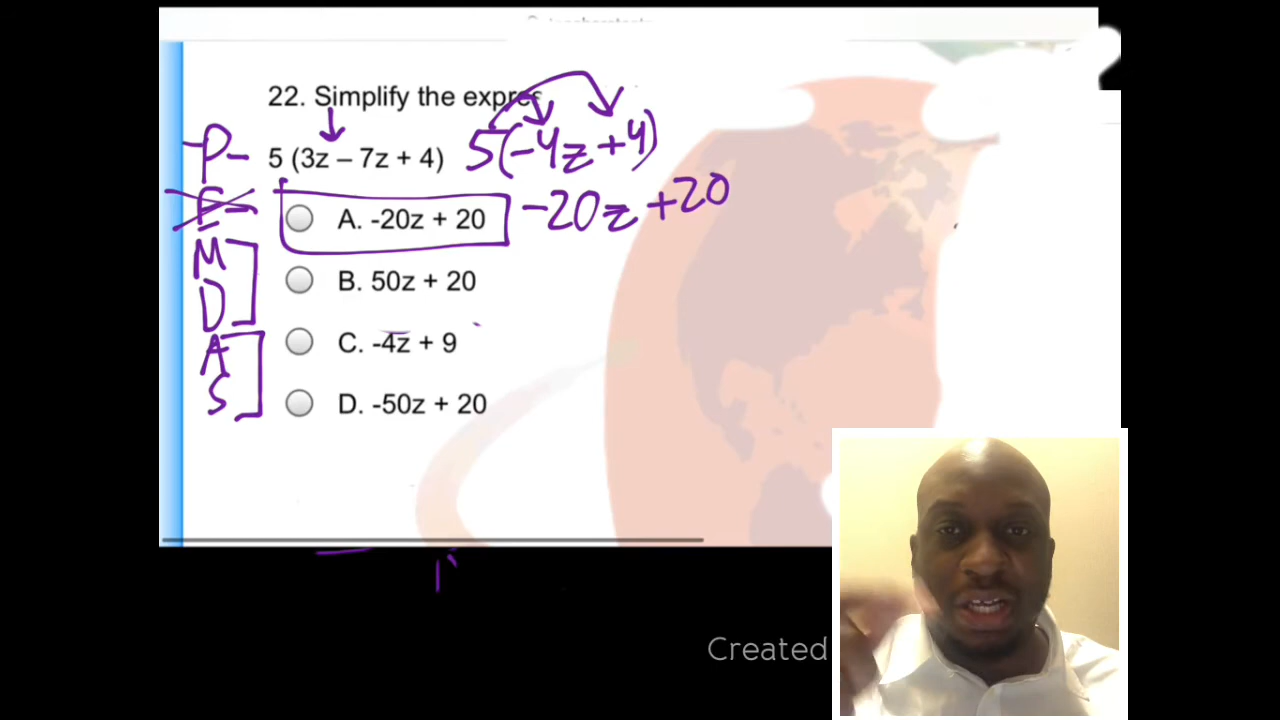 22. Simplify the expres
P- 5 (3z – 7z + 4) 5(-4z +4)
E- A. -20z + 20 -20z +20
M B. 50z + 20
D
A C. -4z + 9
S D. -50z + 20
Created